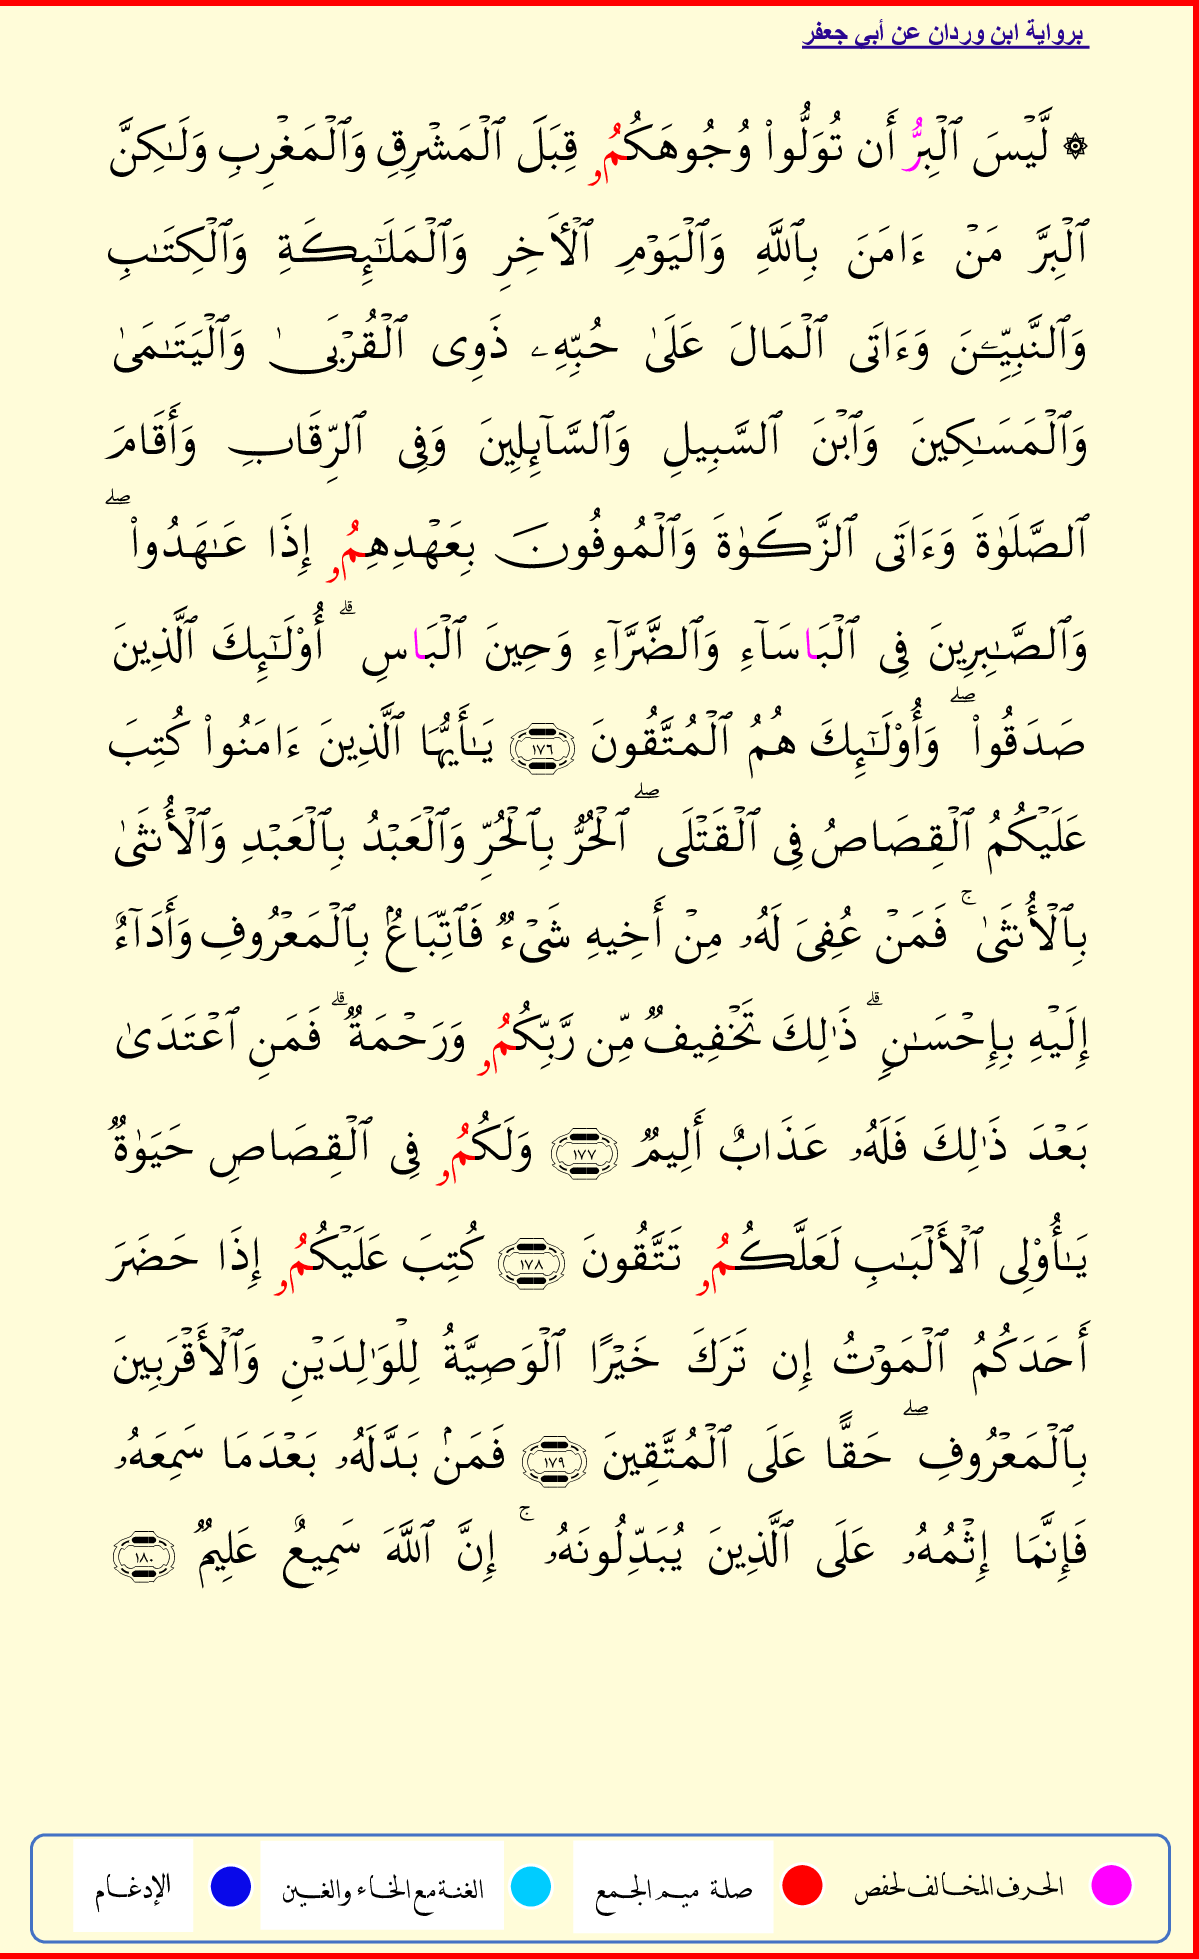 برواية ابن وردان عن أبي جعفر
۞ لَّيۡسَ ٱلۡبِرُّ أَن تُوَلُّواْ وُجُوهَكُمُۥ قِبَلَ ٱلۡمَشۡرِقِ وَٱلۡمَغۡرِبِ وَلَٰكِنَّ
ٱلۡبِرَّ مَنۡ ءَامَنَ بِٱللَّهِ وَٱلۡيَوۡمِ ٱلۡأٓخِرِ وَٱلۡمَلَٰٓئِكَةِ وَٱلۡكِتَٰبِ
وَٱلنَّبِيِّـۧنَ وَءَاتَى ٱلۡمَالَ عَلَىٰ حُبِّهِۦ ذَوِي ٱلۡقُرۡبَىٰ وَٱلۡيَتَٰمَىٰ
وَٱلۡمَسَٰكِينَ وَٱبۡنَ ٱلسَّبِيلِ وَٱلسَّآئِلِينَ وَفِي ٱلرِّقَابِ وَأَقَامَ
ٱلصَّلَوٰةَ وَءَاتَى ٱلزَّكَوٰةَ وَٱلۡمُوفُونَ بِعَهۡدِهِمُۥ إِذَا عَٰهَدُواْۖ
وَٱلصَّٰبِرِينَ فِي ٱلۡبَاسَآءِ وَٱلضَّرَّآءِ وَحِينَ ٱلۡبَاسِۗ أُوْلَٰٓئِكَ ٱلَّذِينَ
صَدَقُواْۖ وَأُوْلَٰٓئِكَ هُمُ ٱلۡمُتَّقُونَ ١٧٦ يَٰأَيُّهَا ٱلَّذِينَ ءَامَنُواْ كُتِبَ
عَلَيۡكُمُ ٱلۡقِصَاصُ فِي ٱلۡقَتۡلَىۖ ٱلۡحُرُّ بِٱلۡحُرِّ وَٱلۡعَبۡدُ بِٱلۡعَبۡدِ وَٱلۡأُنثَىٰ
بِٱلۡأُنثَىٰۚ فَمَنۡ عُفِيَ لَهُۥ مِنۡ أَخِيهِ شَيۡءٞ فَٱتِّبَاعُۢ بِٱلۡمَعۡرُوفِ وَأَدَآءٌ
إِلَيۡهِ بِإِحۡسَٰنٖۗ ذَٰلِكَ تَخۡفِيفٞ مِّن رَّبِّكُمُۥ وَرَحۡمَةٞۗ فَمَنِ ٱعۡتَدَىٰ
بَعۡدَ ذَٰلِكَ فَلَهُۥ عَذَابٌ أَلِيمٞ ١٧٧ وَلَكُمُۥ فِي ٱلۡقِصَاصِ حَيَوٰةٞ
يَٰأُوْلِي ٱلۡأَلۡبَٰبِ لَعَلَّكُمُۥ تَتَّقُونَ ١٧٨ كُتِبَ عَلَيۡكُمُۥ إِذَا حَضَرَ
أَحَدَكُمُ ٱلۡمَوۡتُ إِن تَرَكَ خَيۡرًا ٱلۡوَصِيَّةُ لِلۡوَٰلِدَيۡنِ وَٱلۡأَقۡرَبِينَ
بِٱلۡمَعۡرُوفِۖ حَقًّا عَلَى ٱلۡمُتَّقِينَ ١٧٩ فَمَنۢ بَدَّلَهُۥ بَعۡدَمَا سَمِعَهُۥ
فَإِنَّمَا إِثۡمُهُۥ عَلَى ٱلَّذِينَ يُبَدِّلُونَهُۥۚ إِنَّ ٱللَّهَ سَمِيعٌ عَلِيمٞ ١٨٠
الحرف المخالف لحفص صلة ميم الجمع الغنة مع الخاء والغين الإدغام